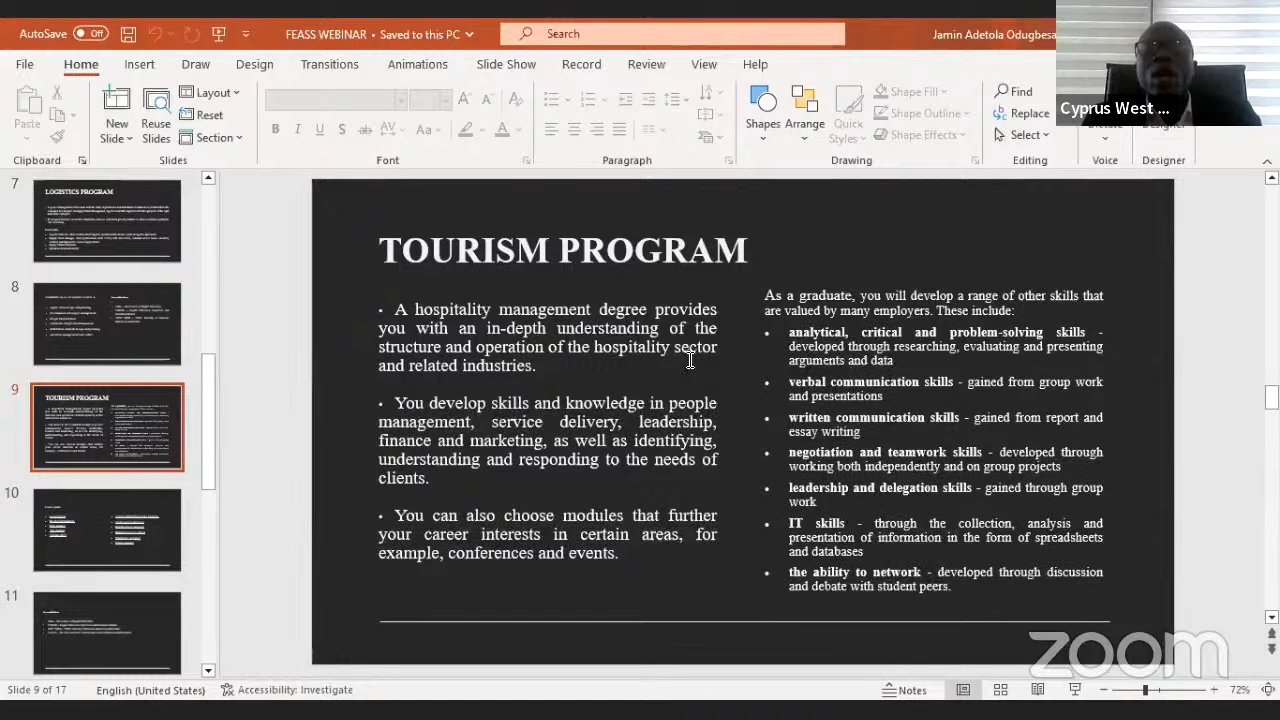 AutoSave Off
FEASS WEBINAR • Saved to this PC
Search
Jamin Adetola Odugbesa
File Home Insert Draw Design Transitions Animations Slide Show Record Review View Help
Paste
New Slide
Reuse Slides
Layout
Reset
Section
B I U S ab AV Aa A
Shapes
Arrange
Quick Styles
Shape Fill
Shape Outline
Shape Effects
Find
Replace
Select
Dictate
Designer
Clipboard Slides Font Paragraph Drawing Editing Voice Designer
Cyprus West ...
7
LOGISTICS PROGRAM
8
9
TOURISM PROGRAM
10
11
TOURISM PROGRAM
A hospitality management degree provides
you with an in-depth understanding of the
structure and operation of the hospitality sector
and related industries.
• You develop skills and knowledge in people
management, service delivery, leadership,
finance and marketing, as well as identifying,
understanding and responding to the needs of
clients.
• You can also choose modules that further
your career interests in certain areas, for
example, conferences and events.
As a graduate, you will develop a range of other skills that
are valued by many employers. These include:
• analytical, critical and problem-solving skills -
developed through researching, evaluating and presenting
arguments and data
• verbal communication skills - gained from group work
and presentations
• written communication skills - gained from report and
essay writing
• negotiation and teamwork skills - developed through
working both independently and on group projects
• leadership and delegation skills - gained through group
work
• IT skills - through the collection, analysis and
presentation of information in the form of spreadsheets
and databases
• the ability to network - developed through discussion
and debate with student peers.
zoom
Slide 9 of 17 English (United States) Accessibility: Investigate
Notes
72%